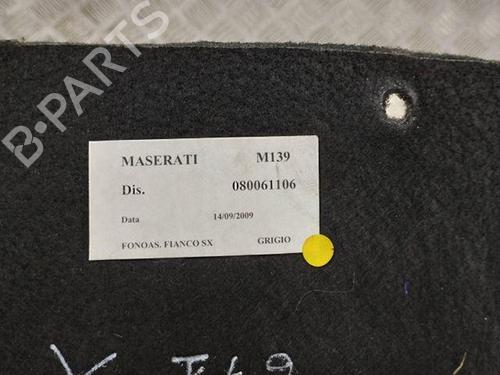 B-PARTS
MASERATI M139
Dis. 080061106
Data 14/09/2009
FONOAS. FIANCO SX GRIGIO